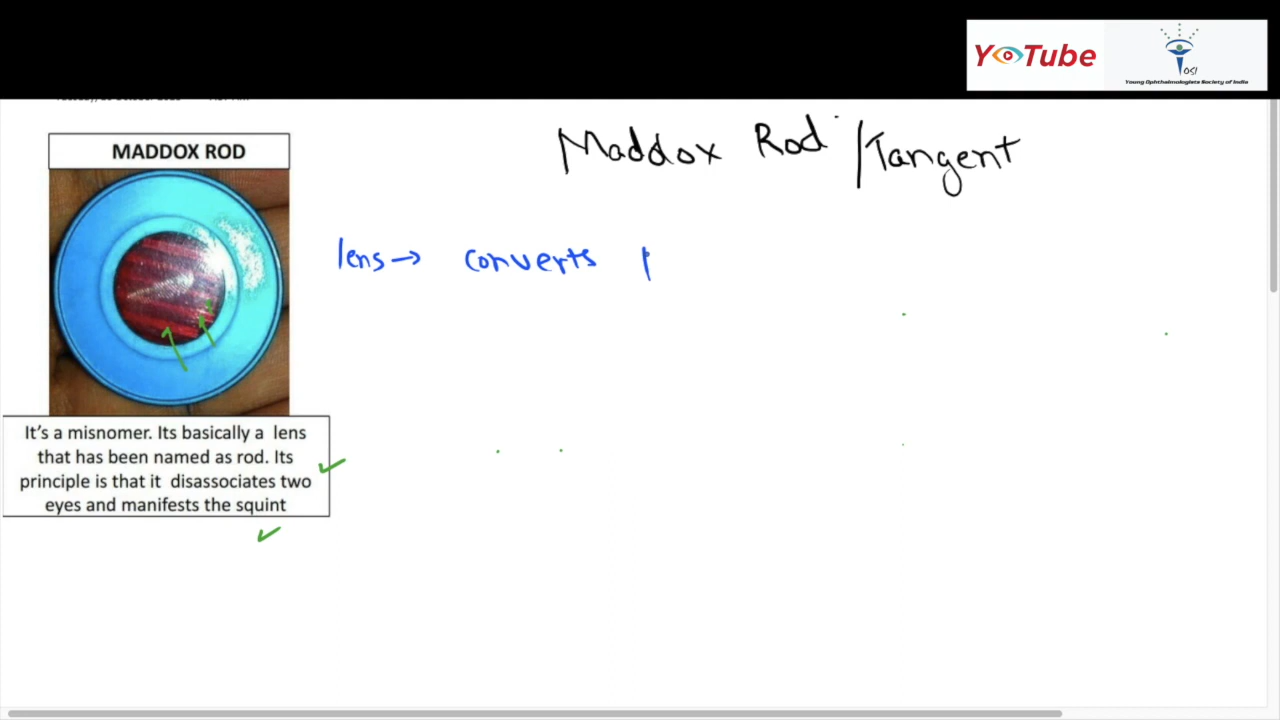 YouTube
YOSI
Young Ophthalmologists Society of India
MADDOX ROD
Maddox Rod /Tangent
lens → converts
It's a misnomer. Its basically a lens
that has been named as rod. Its
principle is that it disassociates two
eyes and manifests the squint